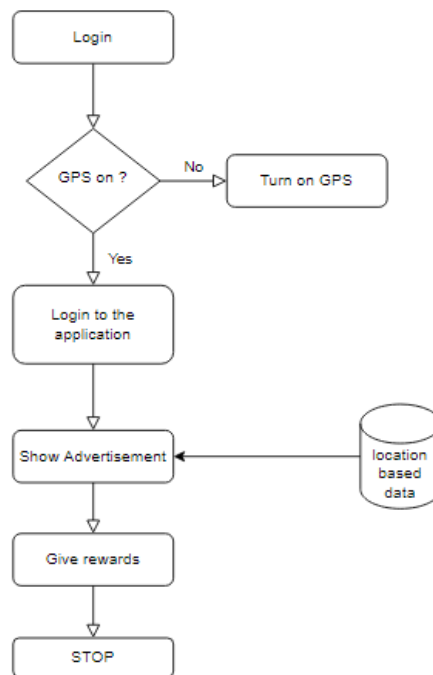 Login
GPS on ?
No
Turn on GPS
Yes
Login to the
application
Show Advertisement
location
based
data
Give rewards
STOP